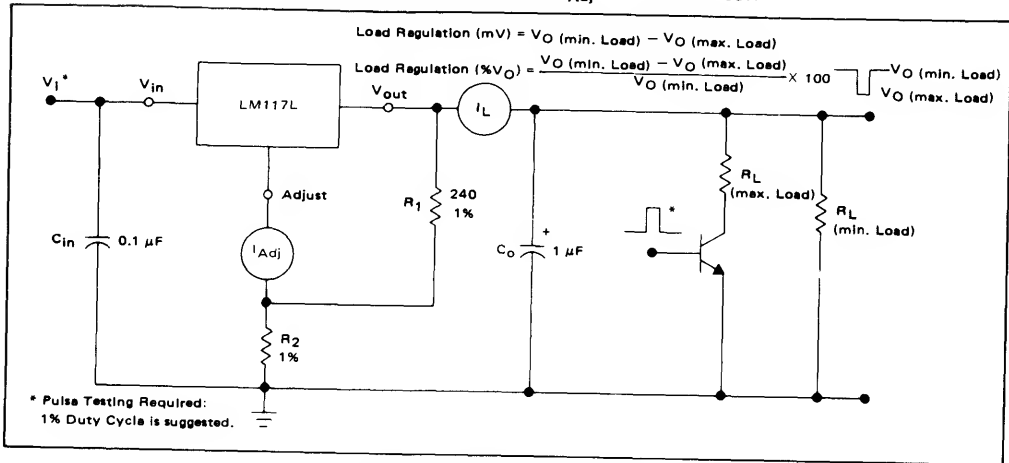 Adj
Load Regulation (mV) = VO (min. Load) – VO (max. Load)
Load Regulation (%VO) = VO (min. Load) – VO (max. Load) / VO (min. Load) X 100
VO (min. Load)
VO (max. Load)
Vi*
Vin
LM117L
Vout
IL
Adjust
R1
240
1%
RL
(max. Load)
RL
(min. Load)
*
Cin
0.1 µF
IAdj
+
Co
1 µF
R2
1%
* Pulse Testing Required:
1% Duty Cycle is suggested.